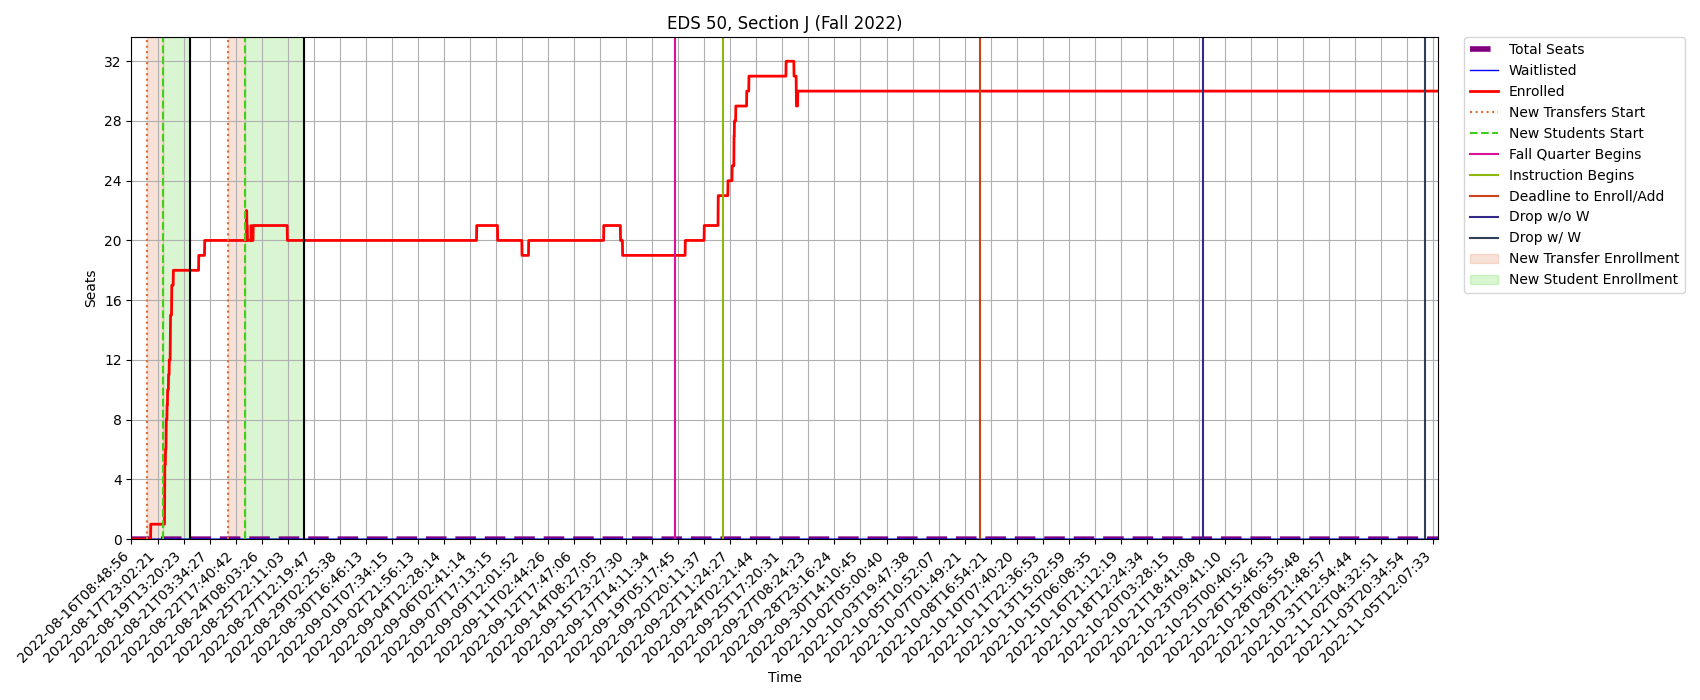 EDS 50, Section J (Fall 2022)
Seats
32
28
24
20
16
12
8
4
0
2022-08-16T08:48:56
2022-08-17T23:02:21
2022-08-19T13:20:23
2022-08-21T03:34:27
2022-08-22T17:40:42
2022-08-24T08:03:26
2022-08-25T22:11:03
2022-08-27T12:19:47
2022-08-29T02:25:38
2022-08-30T16:46:13
2022-09-01T07:34:15
2022-09-02T21:56:13
2022-09-04T12:28:14
2022-09-06T02:41:14
2022-09-07T17:13:15
2022-09-09T12:01:52
2022-09-11T02:44:26
2022-09-12T17:47:06
2022-09-14T08:27:05
2022-09-15T23:27:30
2022-09-17T14:11:34
2022-09-19T05:17:45
2022-09-20T20:11:37
2022-09-22T11:24:27
2022-09-24T02:21:44
2022-09-25T17:20:31
2022-09-27T08:24:23
2022-09-28T23:16:24
2022-09-30T14:10:45
2022-10-02T05:00:40
2022-10-03T19:47:38
2022-10-05T10:52:07
2022-10-07T01:49:21
2022-10-08T16:54:21
2022-10-10T07:40:20
2022-10-11T22:36:53
2022-10-13T15:02:59
2022-10-15T06:08:35
2022-10-16T21:12:19
2022-10-18T12:24:34
2022-10-20T03:28:15
2022-10-21T18:41:08
2022-10-23T09:41:10
2022-10-25T00:40:52
2022-10-26T15:46:53
2022-10-28T06:55:48
2022-10-29T21:48:57
2022-10-31T12:54:44
2022-11-02T04:32:51
2022-11-03T20:34:54
2022-11-05T12:07:33
Time
Total Seats
Waitlisted
Enrolled
New Transfers Start
New Students Start
Fall Quarter Begins
Instruction Begins
Deadline to Enroll/Add
Drop w/o W
Drop w/ W
New Transfer Enrollment
New Student Enrollment